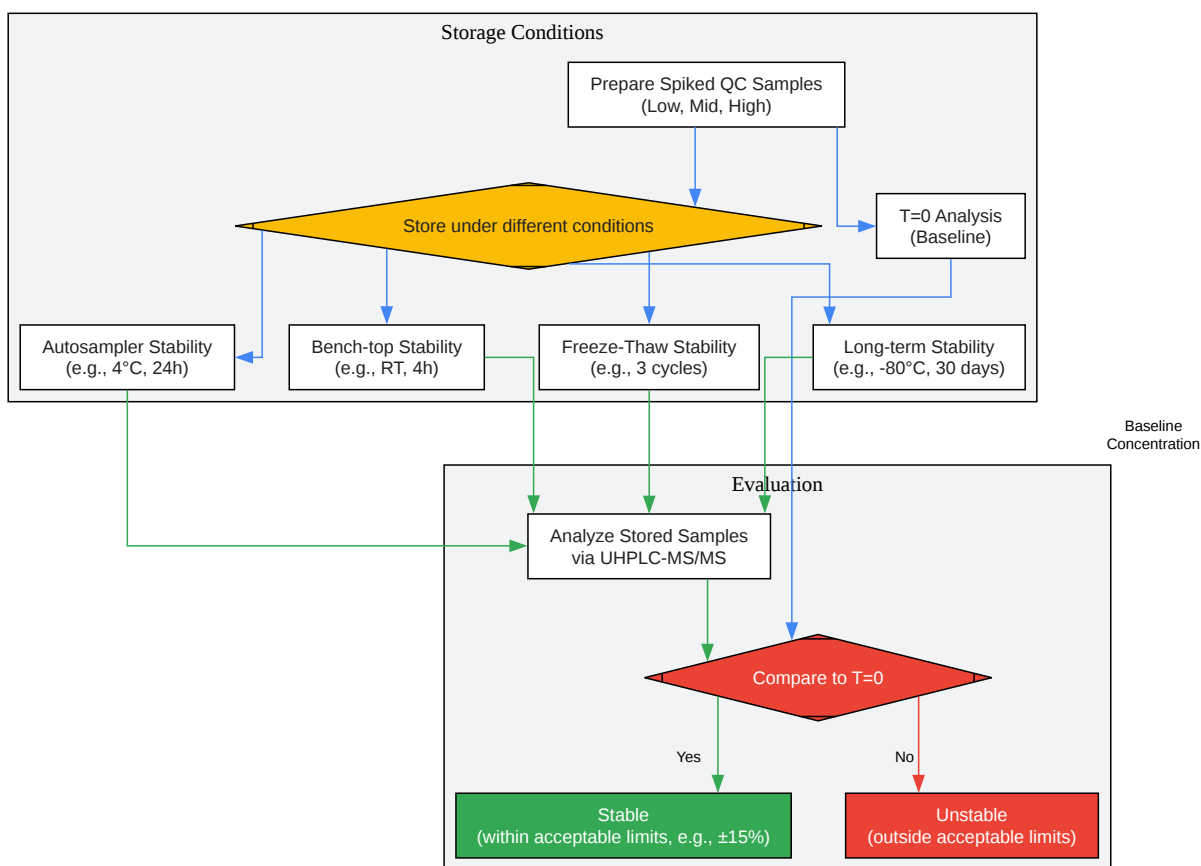 Storage Conditions
Prepare Spiked QC Samples
(Low, Mid, High)
Store under different conditions
T=0 Analysis
(Baseline)
Autosampler Stability
(e.g., 4°C, 24h)
Bench-top Stability
(e.g., RT, 4h)
Freeze-Thaw Stability
(e.g., 3 cycles)
Long-term Stability
(e.g., -80°C, 30 days)
Baseline
Concentration
Evaluation
Analyze Stored Samples
via UHPLC-MS/MS
Compare to T=0
Yes
No
Stable
(within acceptable limits, e.g., ±15%)
Unstable
(outside acceptable limits)